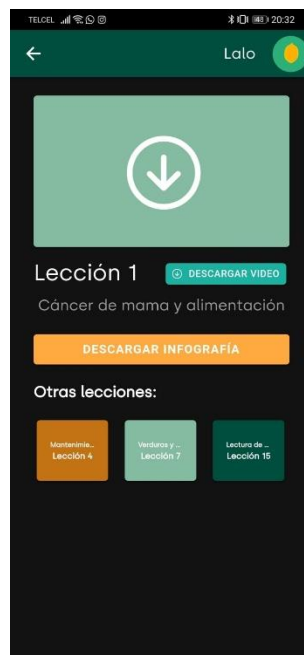 TELCEL 48 20:32
Lalo
Lección 1
DESCARGAR VIDEO
Cáncer de mama y alimentación
DESCARGAR INFOGRAFÍA
Otras lecciones:
Mantenimie...
Lección 4
Verduras y ...
Lección 7
Lectura de ...
Lección 15